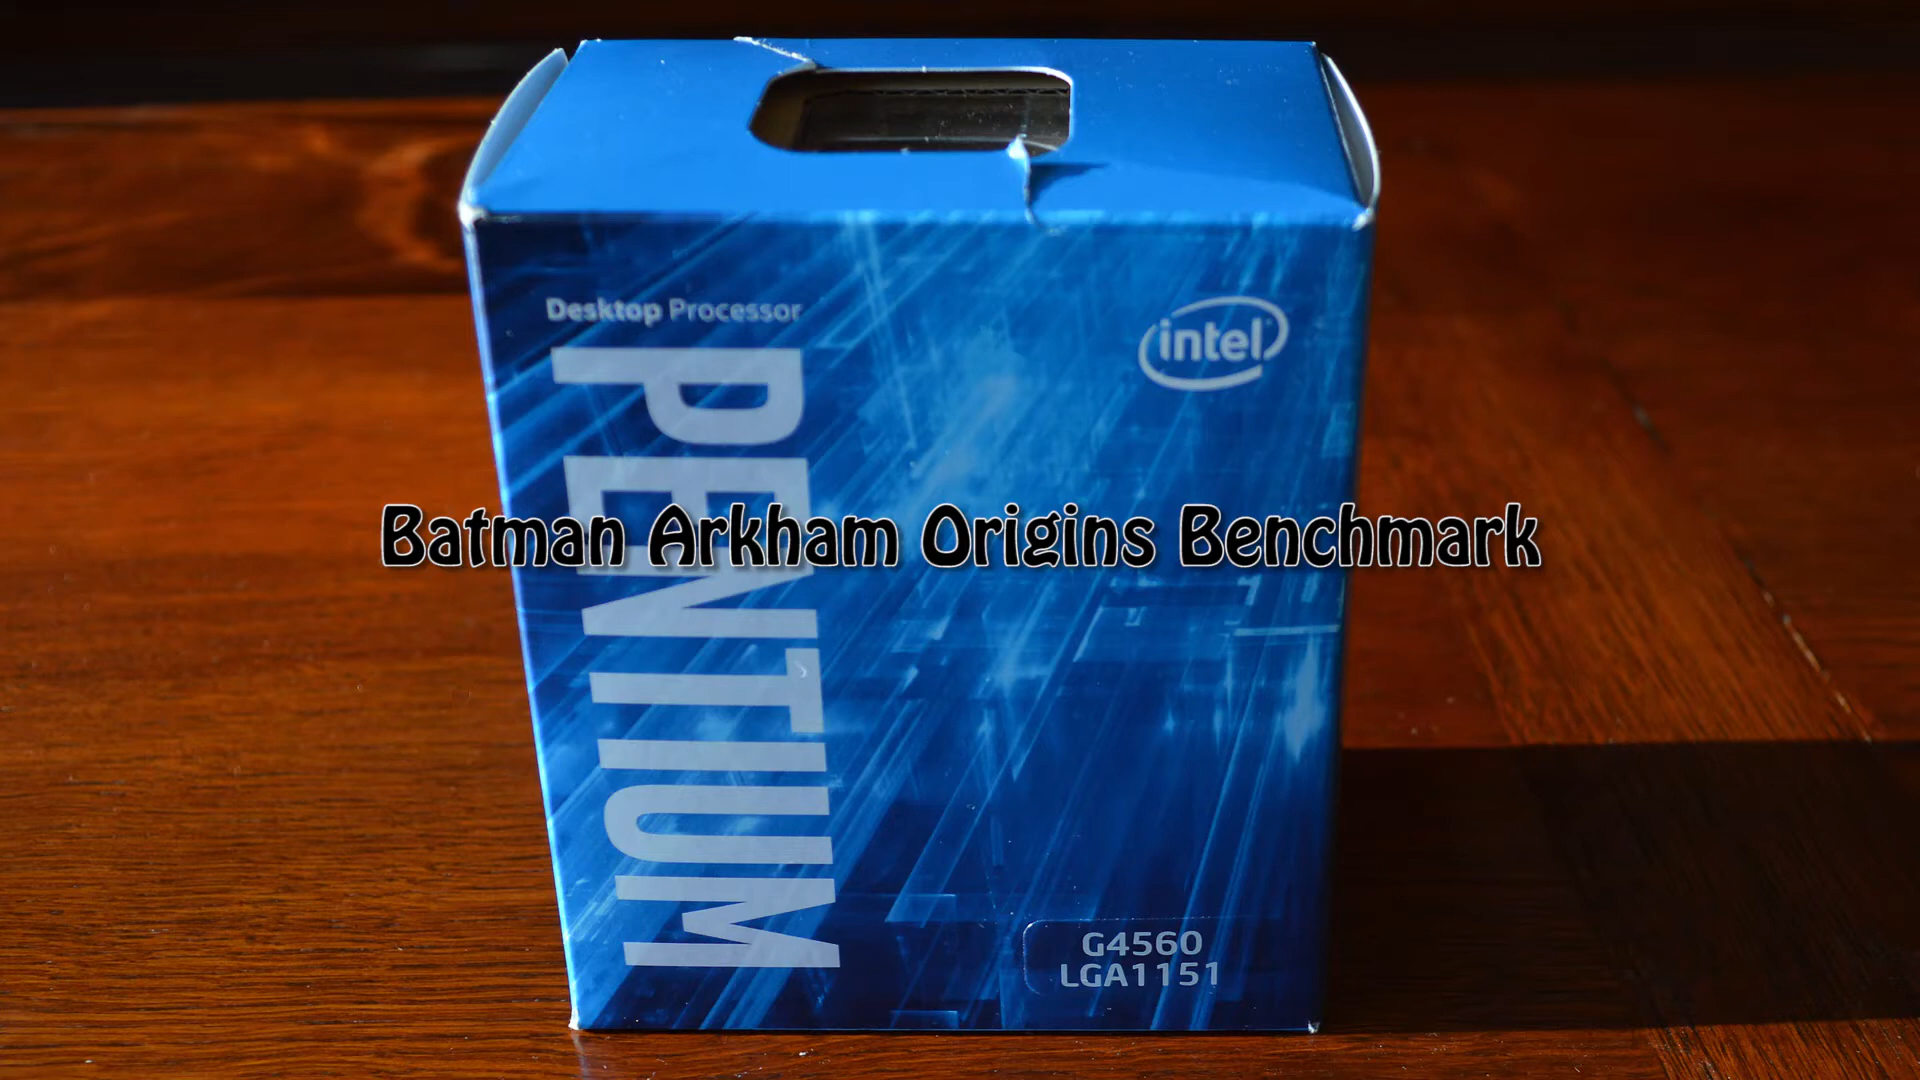 Desktop Processor
intel
PENTIUM
Batman Arkham Origins Benchmark
G4560
LGA1151